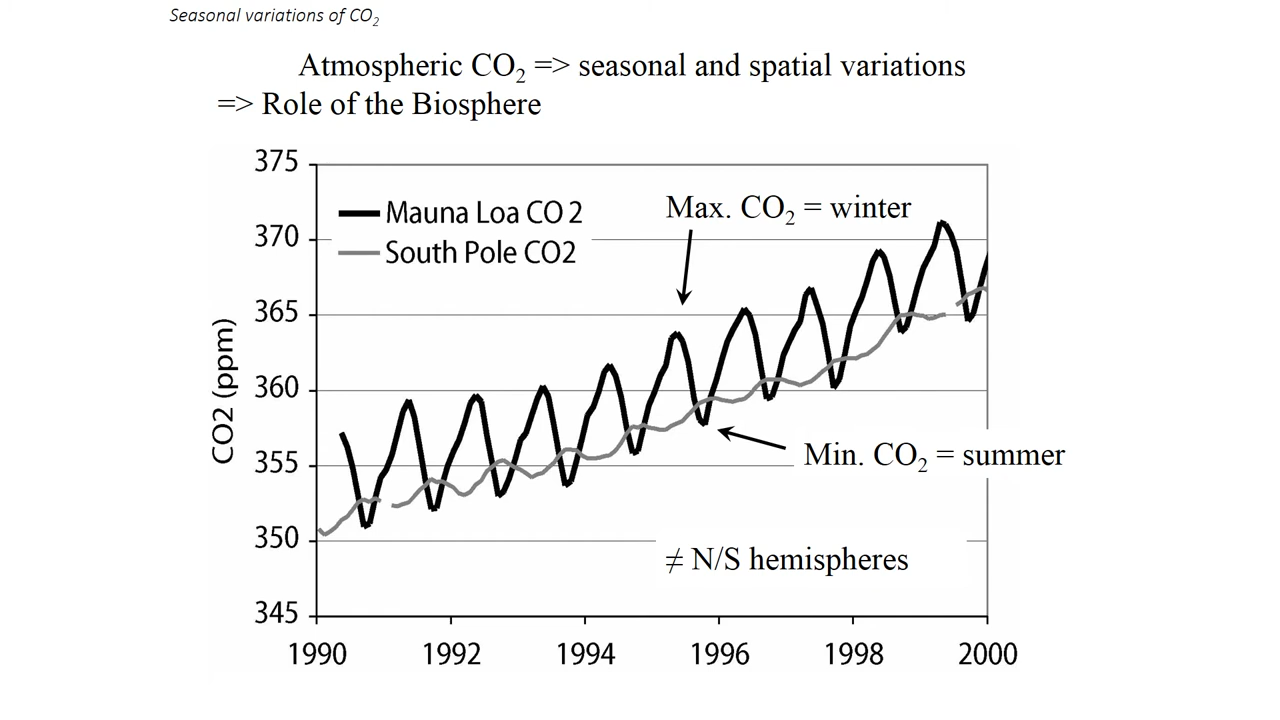 Seasonal variations of CO₂
Atmospheric CO₂ => seasonal and spatial variations
=> Role of the Biosphere
375
370
365
360
355
350
345
CO2 (ppm)
Mauna Loa CO 2
South Pole CO2
Max. CO₂ = winter
Min. CO₂ = summer
≠ N/S hemispheres
1990 1992 1994 1996 1998 2000